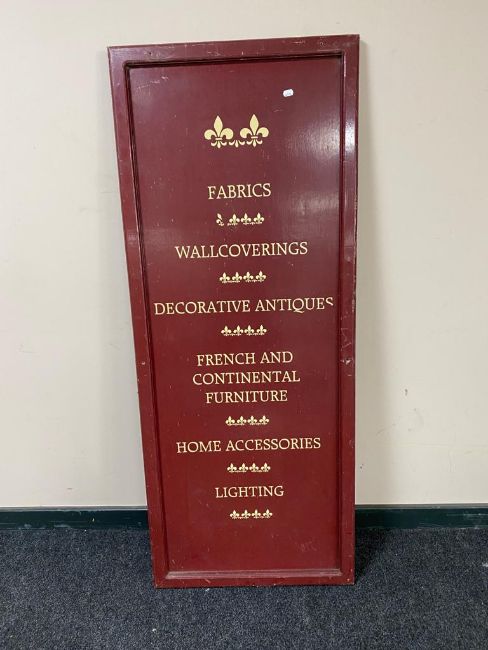 FABRICS
WALLCOVERINGS
DECORATIVE ANTIQUES
FRENCH AND
CONTINENTAL
FURNITURE
HOME ACCESSORIES
LIGHTING